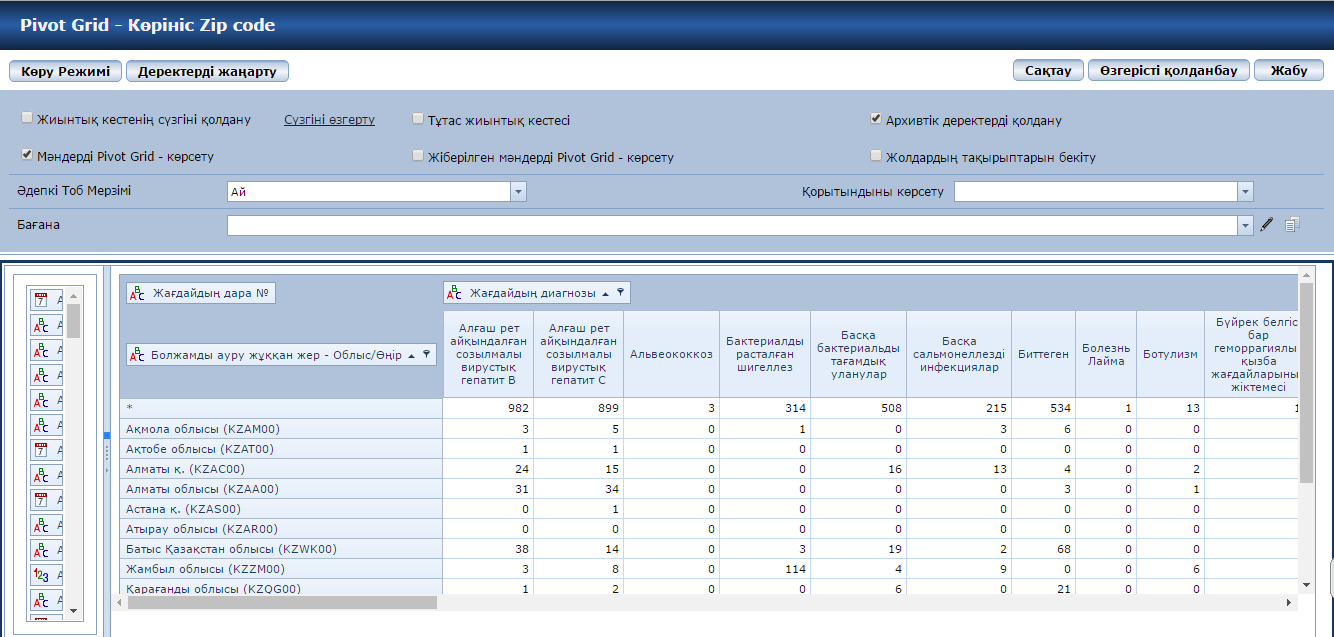 Pivot Grid - Көрініс Zip code
Көру Режимі Деректерді жаңарту Сақтау Өзгерісті қолданбау Жабу
Жиынтық кестенің сүзгіні қолдану Сүзгіні өзгерту Тұтас жиынтық кестесі Архивтік деректерді қолдану
Мәндерді Pivot Grid - көрсету Жіберілген мәндерді Pivot Grid - көрсету Жолдардың тақырыптарын бекіту
Әдепкі Тоб Мерзімі Ай Қорытындыны көрсету
Бағана
Жағдайдың дара № Жағдайдың диагнозы
Болжамды ауру жұққан жер - Облыс/Өңір
Алғаш рет
айқындалған
созылмалы
вирустық
гепатит В
Алғаш рет
айқындалған
созылмалы
вирустық
гепатит С
Альвеококкоз
Бактериалды
расталған
шигеллез
Басқа
бактериальды
тағамдық
уланулар
Басқа
сальмонеллезді
инфекциялар
Биттеген
Болезнь
Лайма
Ботулизм
Бүйрек белгіс
бар
геморрагиялы
қызба
жағдайларыны
жіктемесі
* 982 899 3 314 508 215 534 1 13 1
Ақмола облысы (KZAM00) 3 5 0 1 0 3 6 0 0
Ақтобе облысы (KZAT00) 1 1 0 0 0 0 0 0 0
Алматы қ. (KZAC00) 24 15 0 0 16 13 4 0 2
Алматы облысы (KZAA00) 31 34 0 0 0 0 3 0 1
Астана қ. (KZAS00) 0 1 0 0 0 0 0 0 0
Атырау облысы (KZAR00) 0 0 0 0 0 0 0 0 0
Батыс Қазақстан облысы (KZWK00) 38 14 0 3 19 2 68 0 0
Жамбыл облысы (KZZM00) 3 8 0 114 4 9 0 0 6
Қарағанды облысы (KZQG00) 1 2 0 0 6 0 21 0 0